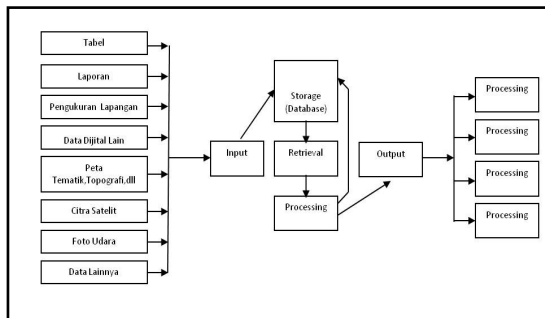 Tabel
Laporan
Pengukuran Lapangan
Data Dijital Lain
Peta
Tematik,Topografi,dll
Citra Satelit
Foto Udara
Data Lainnya
Input
Storage
(Database)
Retrieval
Processing
Output
Processing
Processing
Processing
Processing